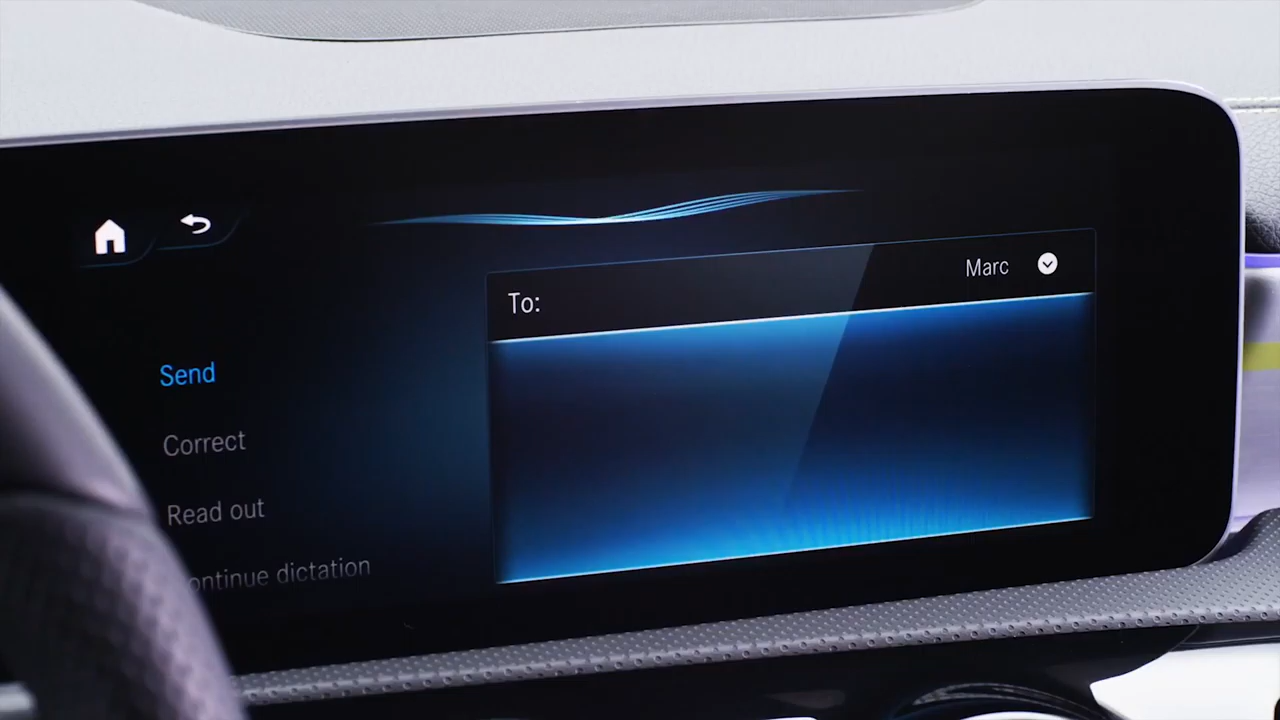 To: Marc
Send
Correct
Read out
ontinue dictation